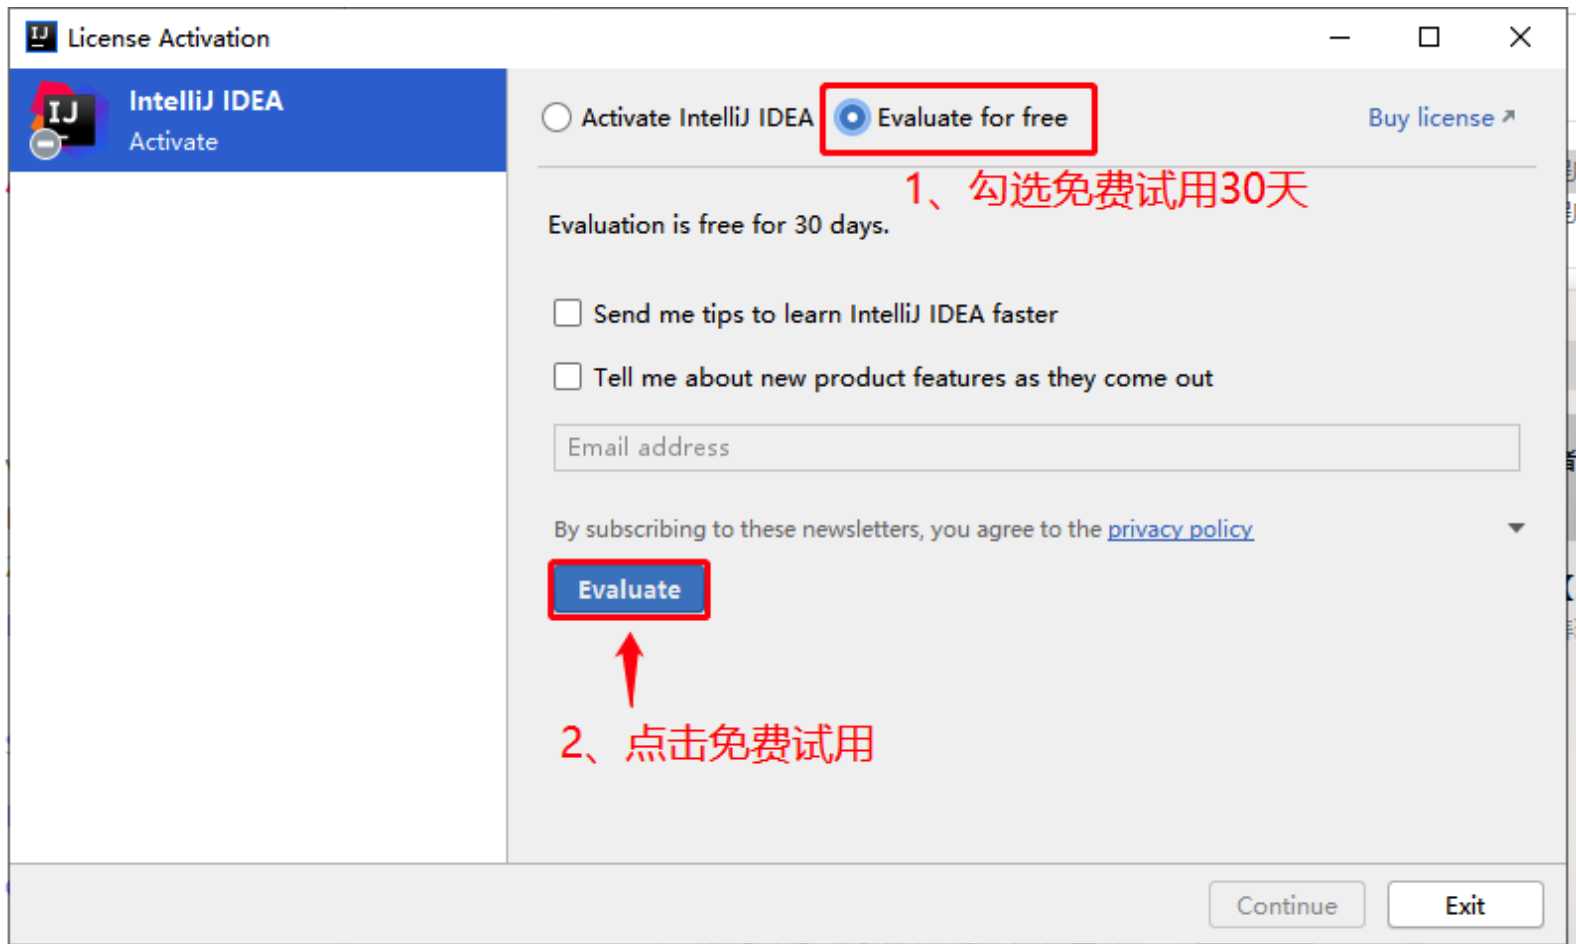 License Activation
IntelliJ IDEA
Activate
Activate IntelliJ IDEA
Evaluate for free
Buy license
1、勾选免费试用30天
Evaluation is free for 30 days.
Send me tips to learn IntelliJ IDEA faster
Tell me about new product features as they come out
Email address
By subscribing to these newsletters, you agree to the privacy policy
Evaluate
2、点击免费试用
Continue
Exit